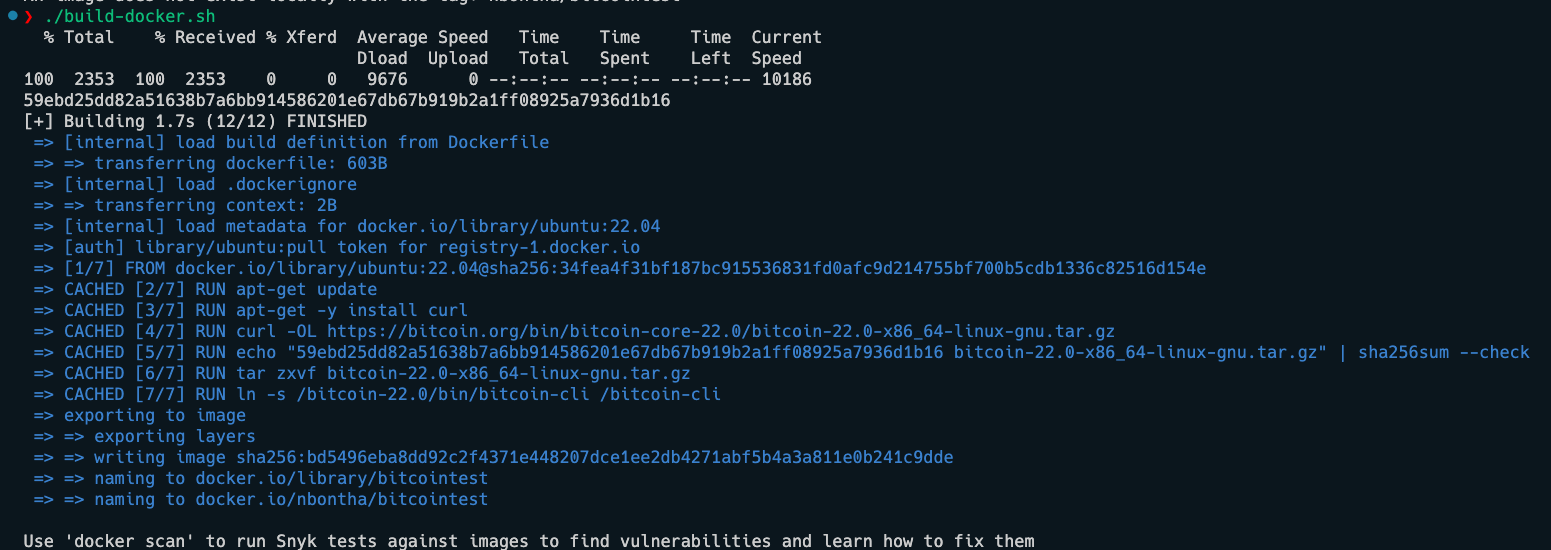 ❯ ./build-docker.sh
% Total % Received % Xferd Average Speed Time Time Time Current
Dload Upload Total Spent Left Speed
100 2353 100 2353 0 0 9676 0 --:--:-- --:--:-- --:--:-- 10186
59ebd25dd82a51638b7a6bb914586201e67db67b919b2a1ff08925a7936d1b16
[+] Building 1.7s (12/12) FINISHED
=> [internal] load build definition from Dockerfile
=> => transferring dockerfile: 603B
=> [internal] load .dockerignore
=> => transferring context: 2B
=> [internal] load metadata for docker.io/library/ubuntu:22.04
=> [auth] library/ubuntu:pull token for registry-1.docker.io
=> [1/7] FROM docker.io/library/ubuntu:22.04@sha256:34fea4f31bf187bc915536831fd0afc9d214755bf700b5cdb1336c82516d154e
=> CACHED [2/7] RUN apt-get update
=> CACHED [3/7] RUN apt-get -y install curl
=> CACHED [4/7] RUN curl -OL https://bitcoin.org/bin/bitcoin-core-22.0/bitcoin-22.0-x86_64-linux-gnu.tar.gz
=> CACHED [5/7] RUN echo "59ebd25dd82a51638b7a6bb914586201e67db67b919b2a1ff08925a7936d1b16 bitcoin-22.0-x86_64-linux-gnu.tar.gz" | sha256sum --check
=> CACHED [6/7] RUN tar zxvf bitcoin-22.0-x86_64-linux-gnu.tar.gz
=> CACHED [7/7] RUN ln -s /bitcoin-22.0/bin/bitcoin-cli /bitcoin-cli
=> exporting to image
=> => exporting layers
=> => writing image sha256:bd5496eba8dd92c2f4371e448207dce1ee2db4271abf5b4a3a811e0b241c9dde
=> => naming to docker.io/library/bitcointest
=> => naming to docker.io/nbontha/bitcointest
Use 'docker scan' to run Snyk tests against images to find vulnerabilities and learn how to fix them